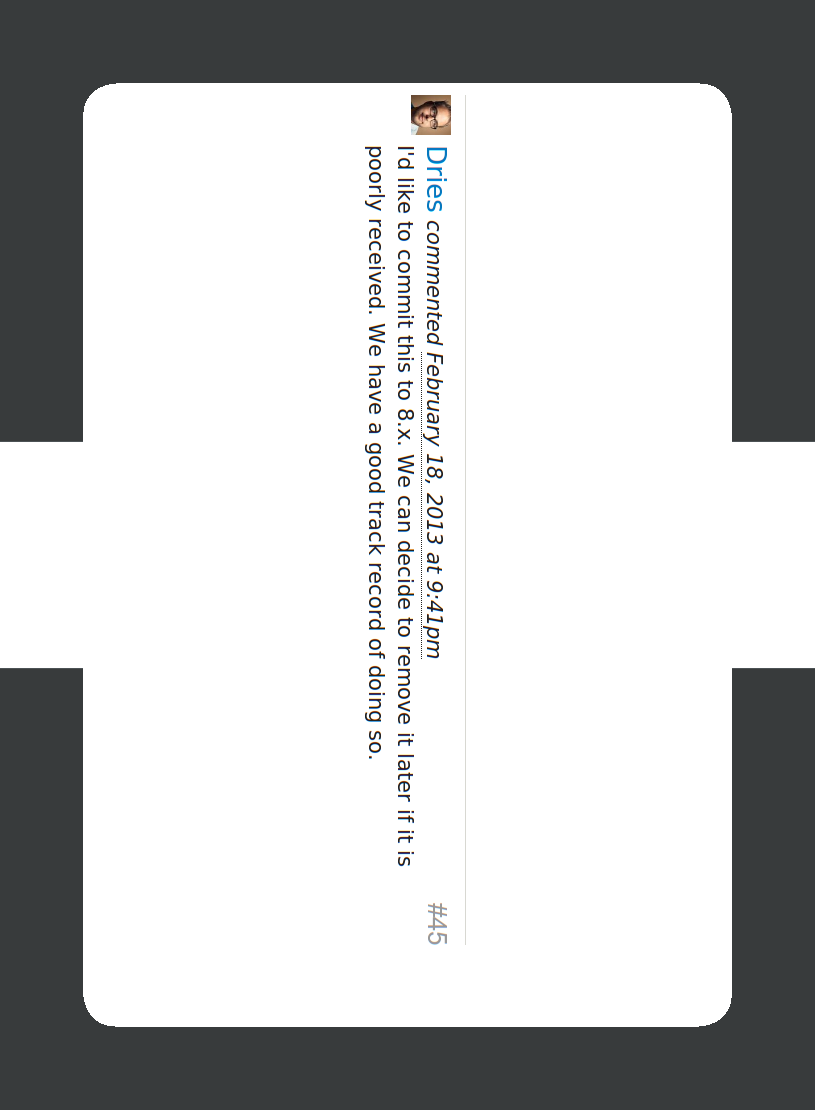 Dries commented February 18, 2013 at 9:41pm #45
I'd like to commit this to 8.x. We can decide to remove it later if it is
poorly received. We have a good track record of doing so.